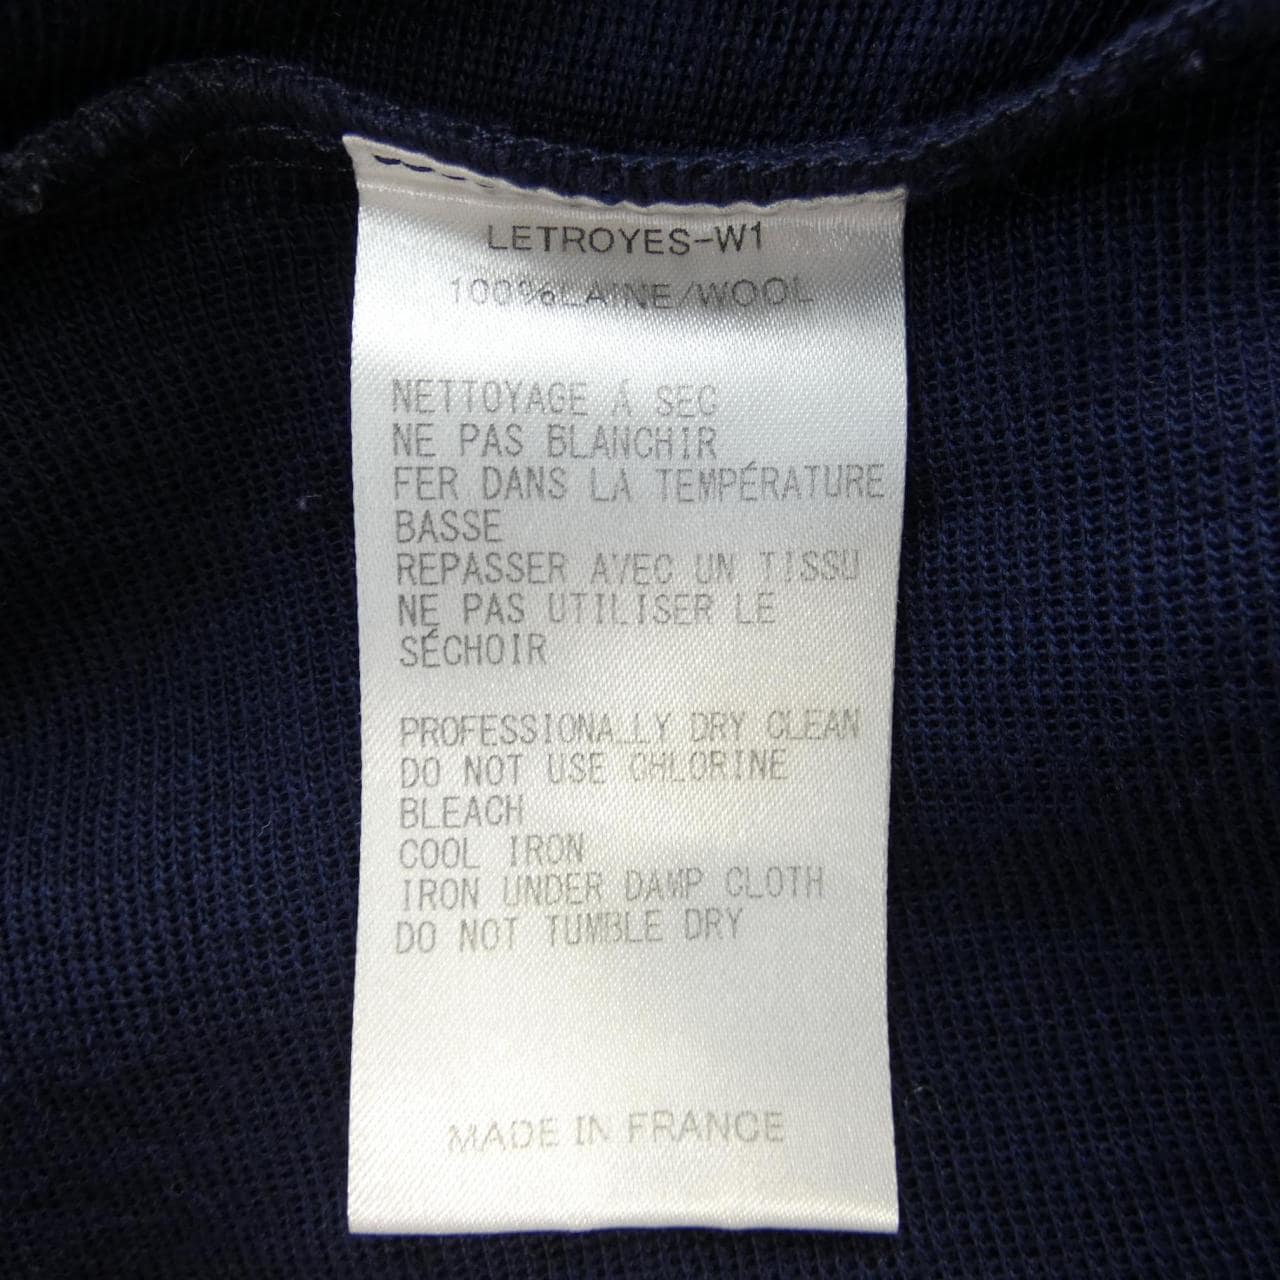 LETROYES-W1
100%LAINE/WOOL
NETTOYAGE Á SEC
NE PAS BLANCHIR
FER DANS LA TEMPÉRATURE
BASSE
REPASSER AVEC UN TISSU
NE PAS UTILISER LE
SÉCHOIR
PROFESSIONALLY DRY CLEAN
DO NOT USE CHLORINE
BLEACH
COOL IRON
IRON UNDER DAMP CLOTH
DO NOT TUMBLE DRY
MADE IN FRANCE